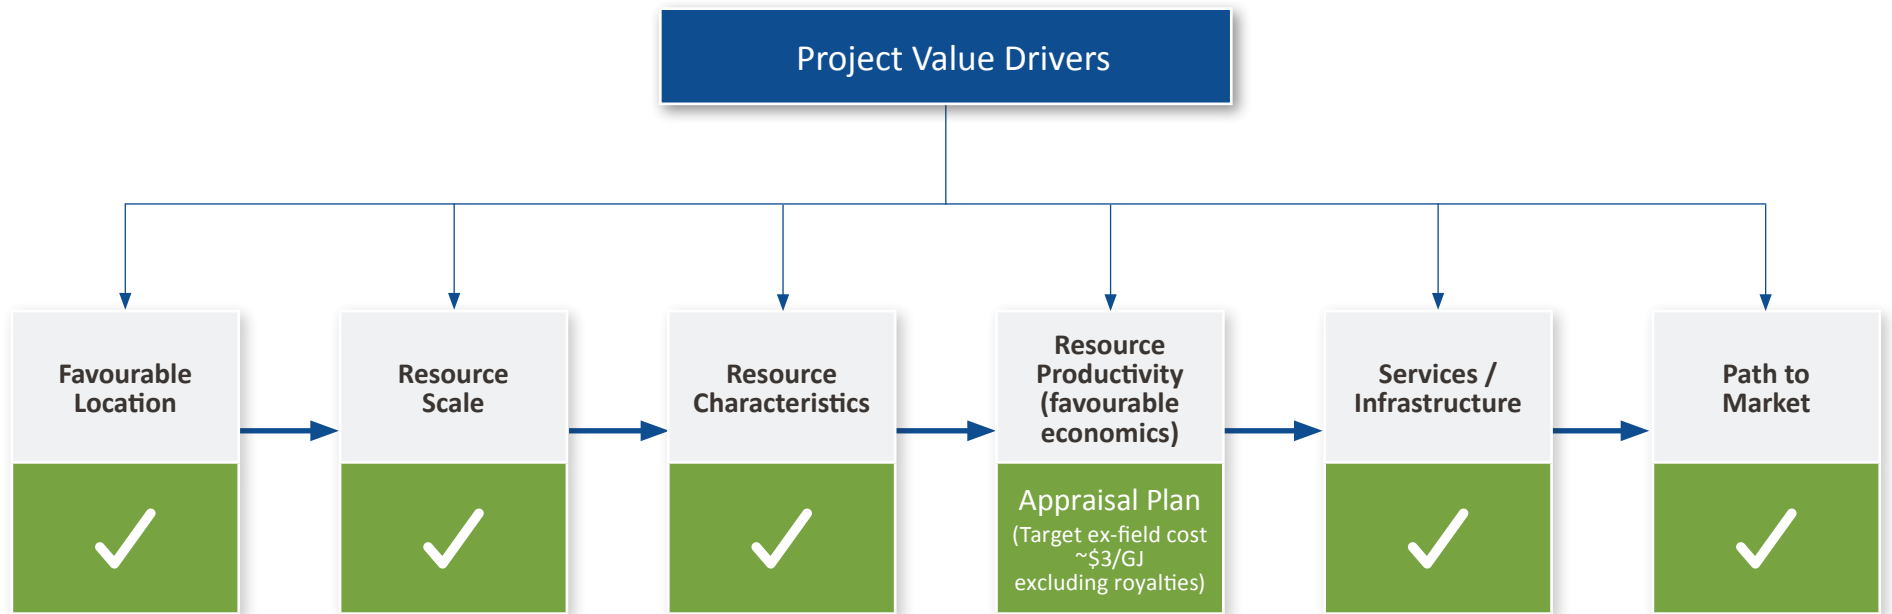 Project Value Drivers
Favourable
Location
Resource
Scale
Resource
Characteristics
Resource
Productivity
(favourable
economics)
Services /
Infrastructure
Path to
Market
Appraisal Plan
(Target ex-field cost
~$3/GJ
excluding royalties)